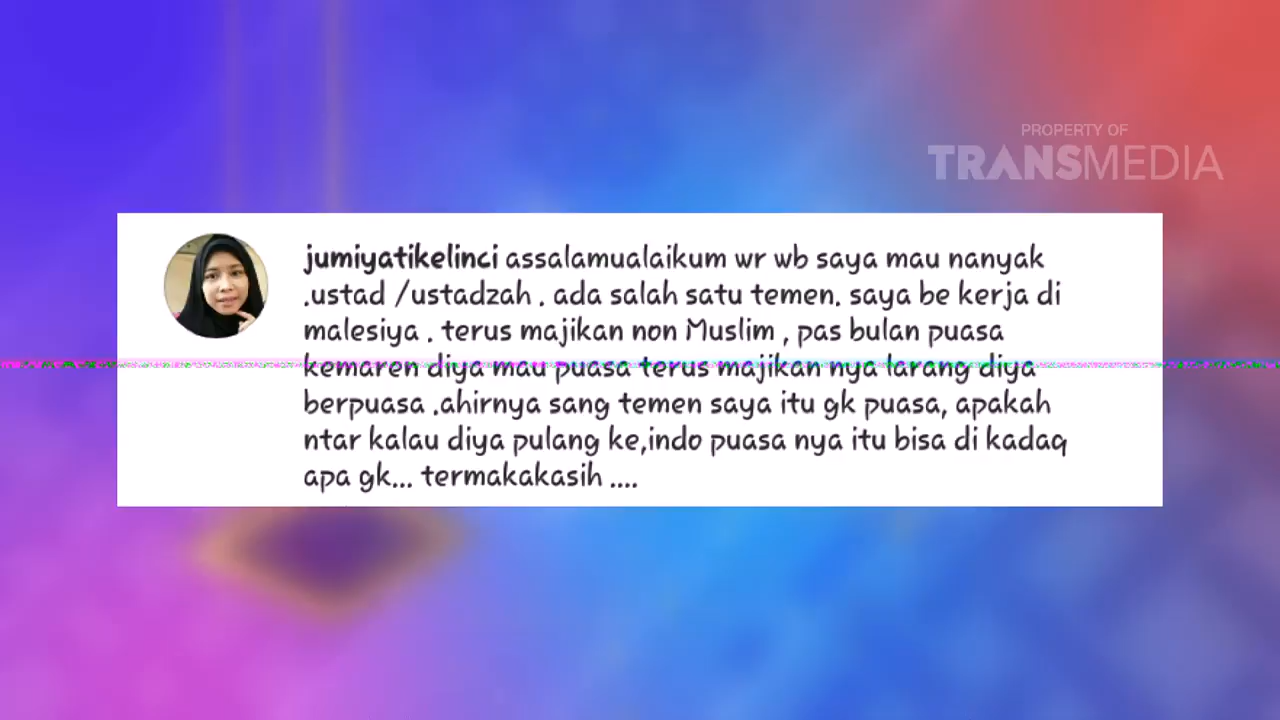 PROPERTY OF
TRANSMEDIA
jumiyatikelinci assalamualaikum wr wb saya mau nanyak
.ustad /ustadzah . ada salah satu temen. saya be kerja di
malesiya . terus majikan non Muslim , pas bulan puasa
kemaren diya mau puasa terus majikan nya larang diya
berpuasa .ahirnya sang temen saya itu gk puasa, apakah
ntar kalau diya pulang ke,indo puasa nya itu bisa di kadaq
apa gk... termakakasih ....